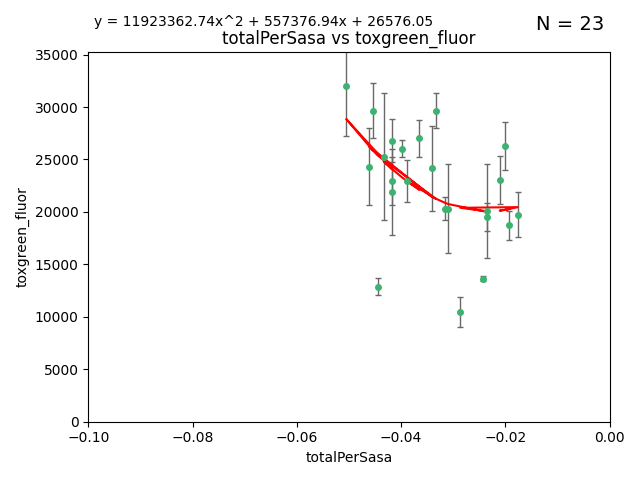 y = 11923362.74x^2 + 557376.94x + 26576.05
N = 23
totalPerSasa vs toxgreen_fluor
35000
30000
25000
20000
15000
10000
5000
0
toxgreen_fluor
−0.10
−0.08
−0.06
−0.04
−0.02
0.00
totalPerSasa